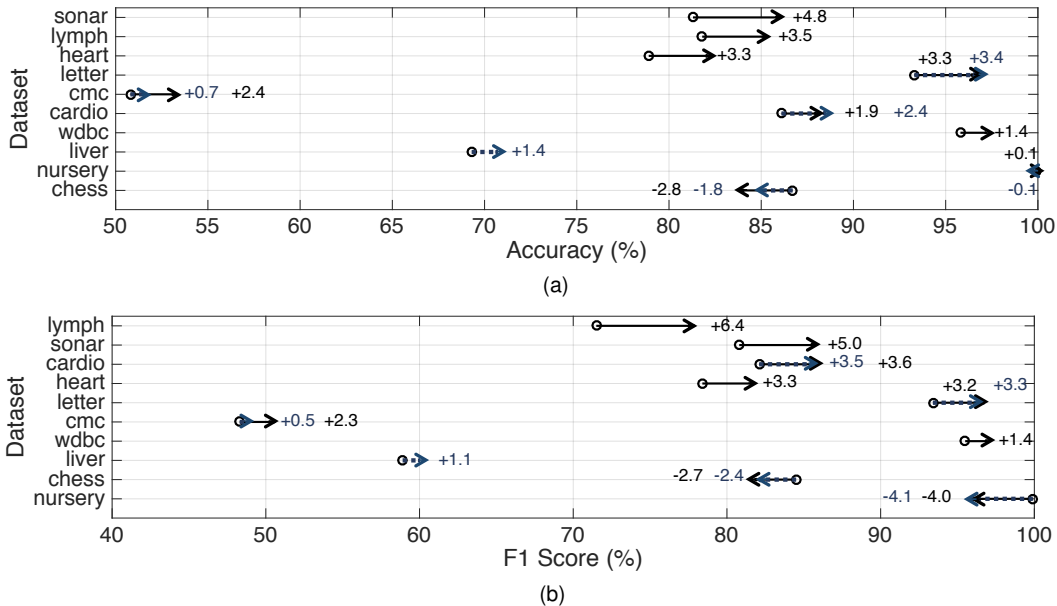 Dataset
sonar +4.8
lymph +3.5
heart +3.3
letter +3.3 +3.4
cmc +0.7 +2.4
cardio +1.9 +2.4
wdbc +1.4
liver +1.4
nursery +0.1 -0.1
chess -2.8 -1.8
50 55 60 65 70 75 80 85 90 95 100
Accuracy (%)
(a)
Dataset
lymph +6.4
sonar +5.0
cardio +3.5 +3.6
heart +3.3
letter +3.2 +3.3
cmc +0.5 +2.3
wdbc +1.4
liver +1.1
chess -2.7 -2.4
nursery -4.1 -4.0
40 50 60 70 80 90 100
F1 Score (%)
(b)